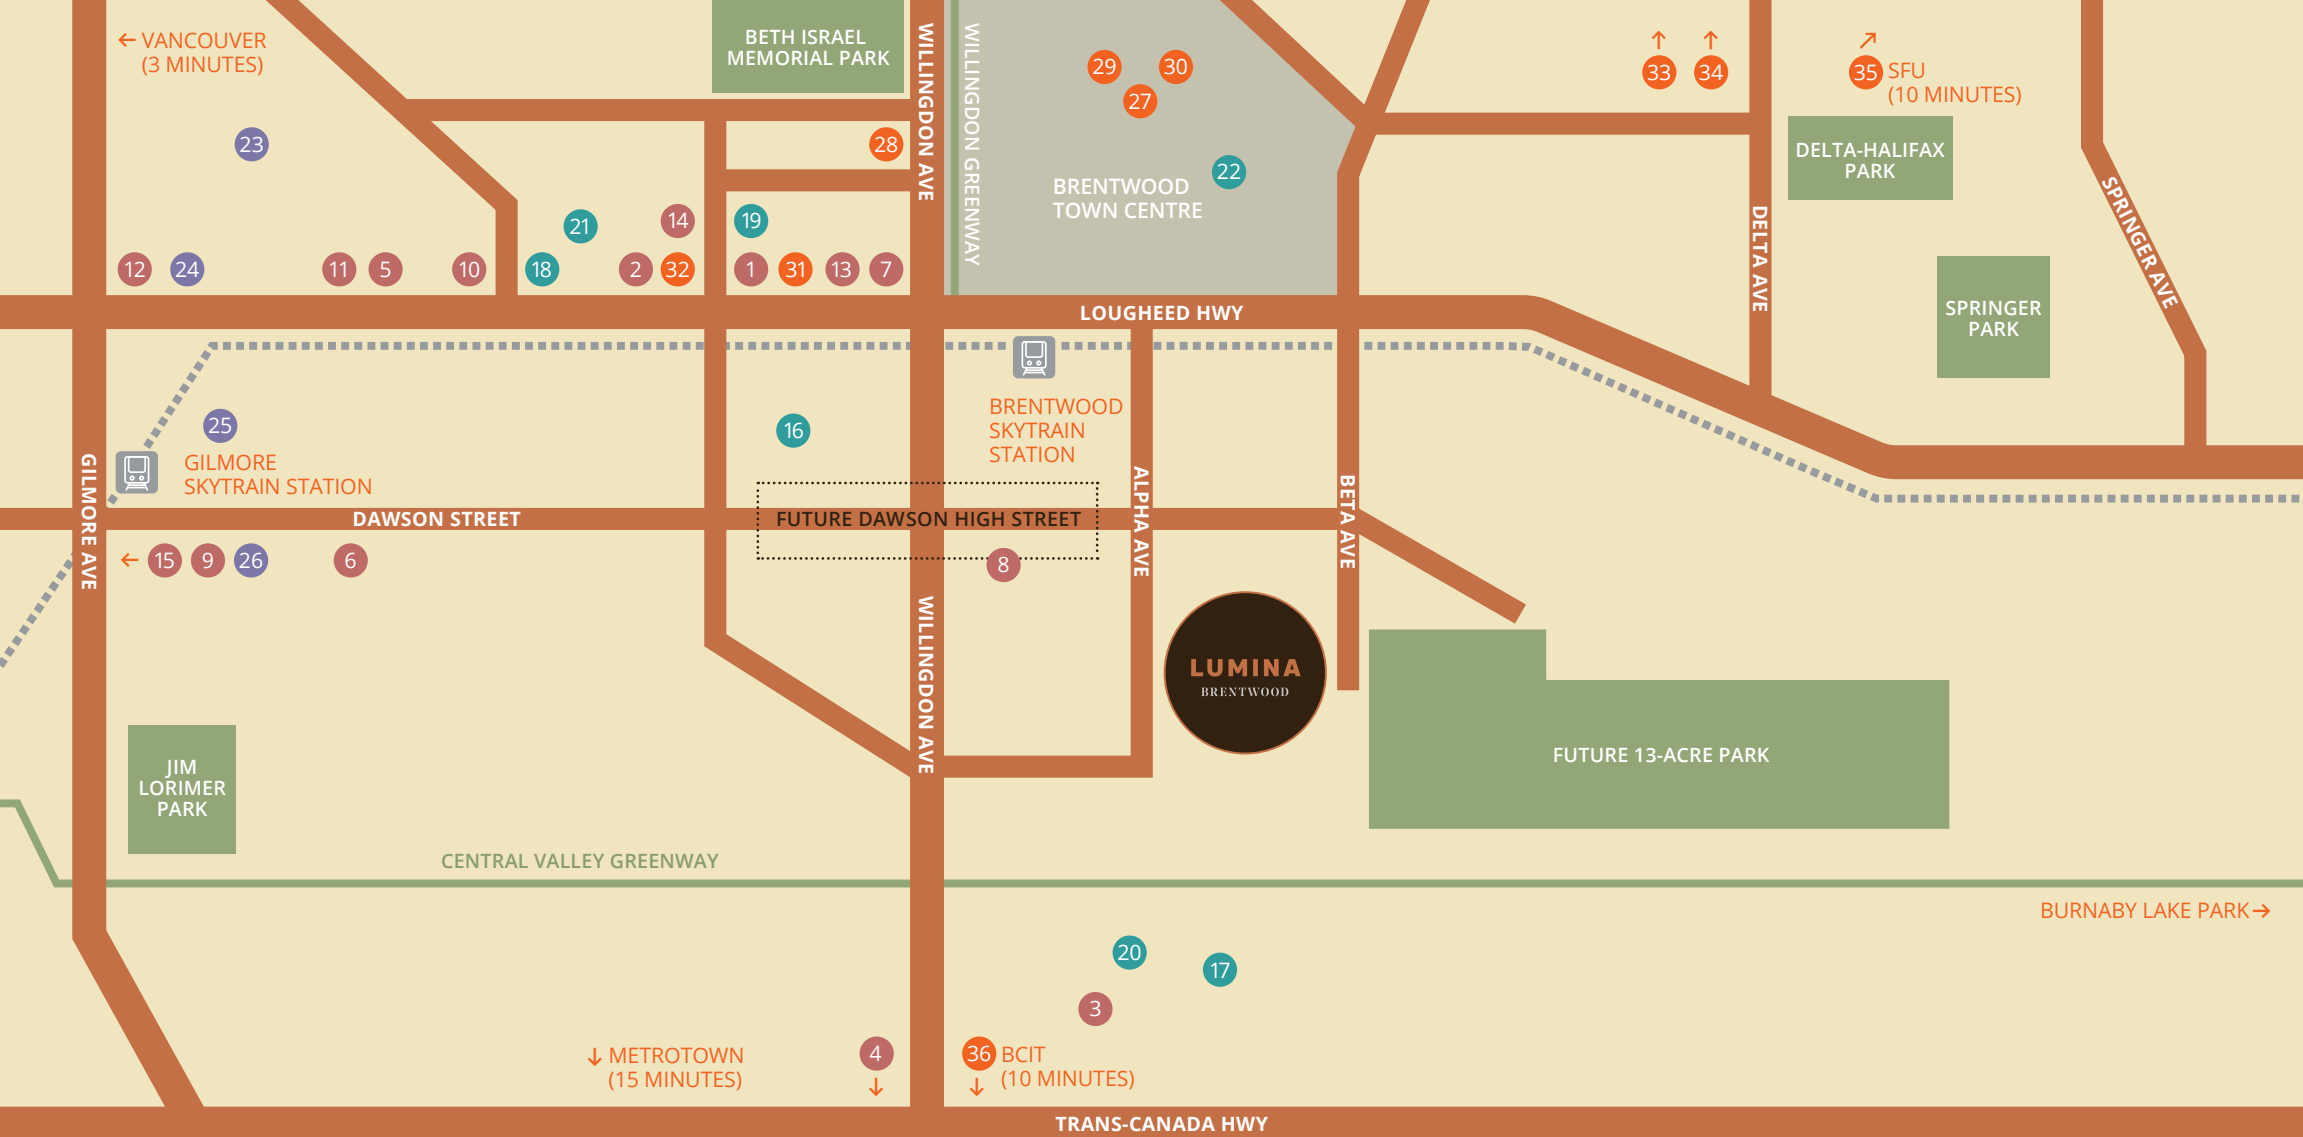 ← VANCOUVER
(3 MINUTES)
BETH ISRAEL
MEMORIAL PARK
WILLINGDON AVE
WILLINGDON GREENWAY
29
30
27
33
34
35
SFU
(10 MINUTES)
23
28
BRENTWOOD
TOWN CENTRE
22
DELTA-HALIFAX
PARK
SPRINGER AVE
DELTA AVE
21
14
19
12
24
11
5
10
18
2
32
1
31
13
7
SPRINGER
PARK
LOUGHEED HWY
25
GILMORE
SKYTRAIN STATION
16
BRENTWOOD
SKYTRAIN
STATION
GILMORE AVE
ALPHA AVE
BETA AVE
DAWSON STREET
FUTURE DAWSON HIGH STREET
← 15
9
26
6
8
WILLINGDON AVE
LUMINA
BRENTWOOD
JIM
LORIMER
PARK
FUTURE 13-ACRE PARK
CENTRAL VALLEY GREENWAY
BURNABY LAKE PARK→
20
17
3
↓ METROTOWN
(15 MINUTES)
4
36
BCIT
(10 MINUTES)
TRANS-CANADA HWY